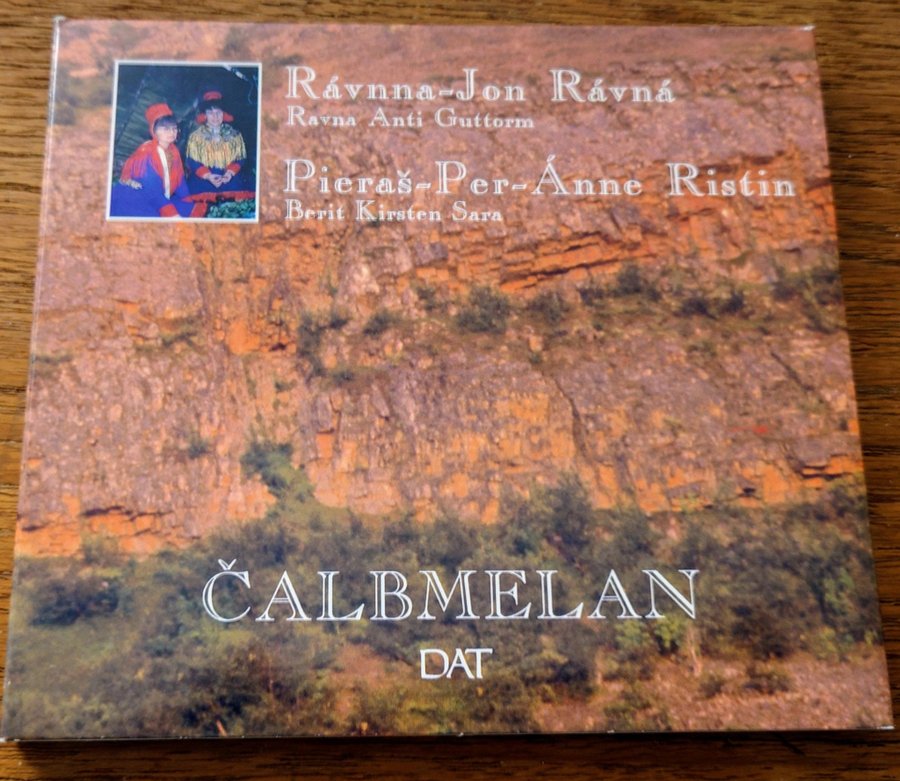 Rávnna-Jon Rávná
Ravna Anti Guttorm
Pieraš-Per-Ánne Ristin
Berit Kirsten Sara
ČALBMELAN
DAT